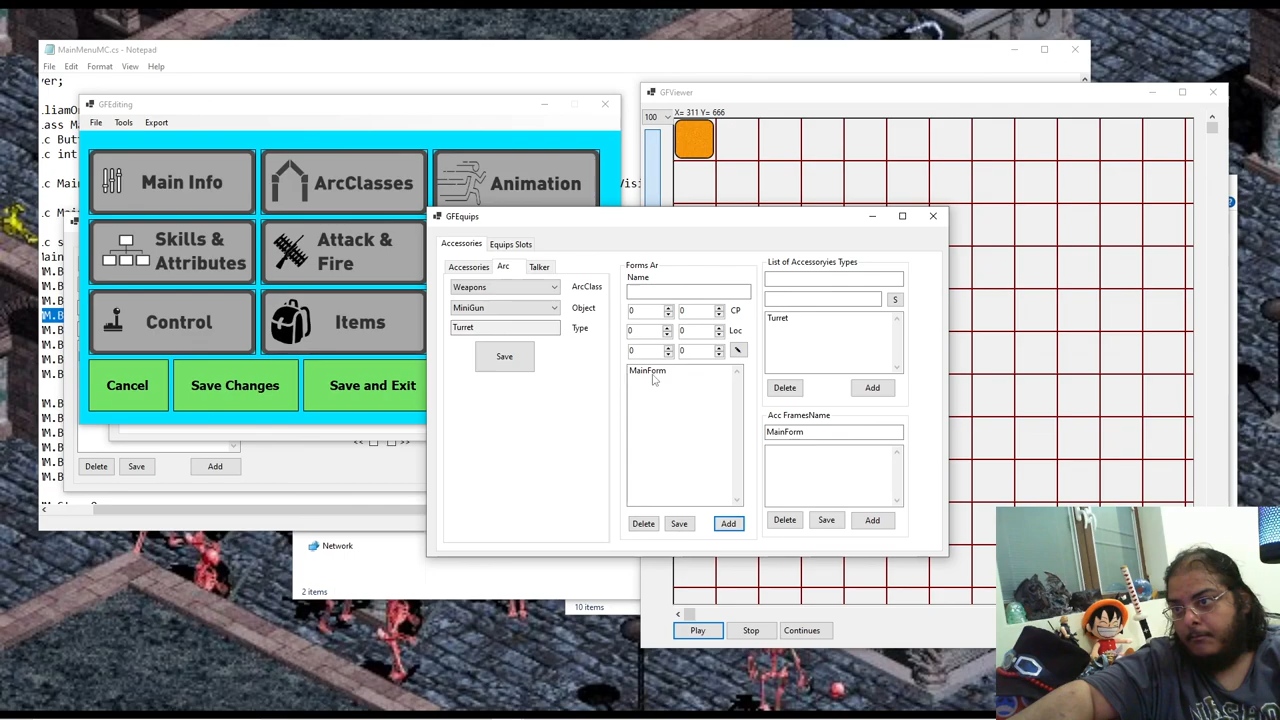 MainMenuMC.cs - Notepad
File Edit Format View Help
GFEditing
File Tools Export
Main Info
ArcClasses
Animation
Skills &
Attributes
Attack &
Fire
Control
Items
Cancel
Save Changes
Save and Exit
Delete
Save
Add
<<
>>
Network
2 items
10 items
GFViewer
100
X= 311 Y= 666
Play
Stop
Continues
GFEquips
Accessories
Equips Slots
Accessories
Arc
Talker
Weapons
ArcClass
MiniGun
Object
Turret
Type
Save
Forms Ar
Name
0 0 CP
0 0 Loc
0 0
MainForm
Delete
Save
Add
List of Accessoryies Types
S
Turret
Delete
Add
Acc FramesName
MainForm
Delete
Save
Add